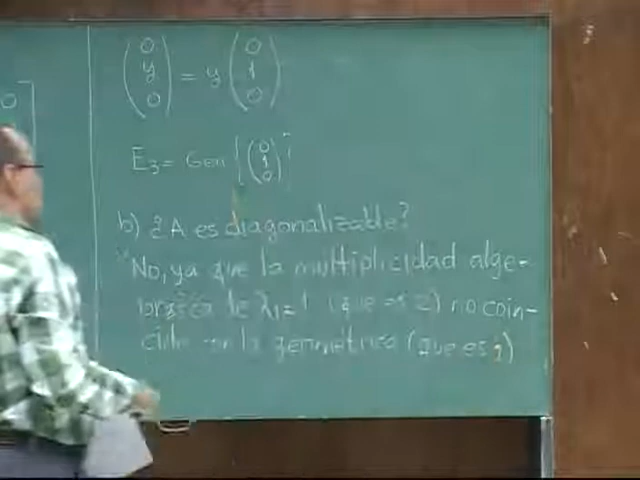 (0 y 0) = y (0 1 0)
E₃ = Gen {(0 1 0)}
b) ¿A es diagonalizable?
No, ya que la multiplicidad alge-
braica de λ₁=1 (que es 2) no coin-
cide con la geométrica (que es 1)
0